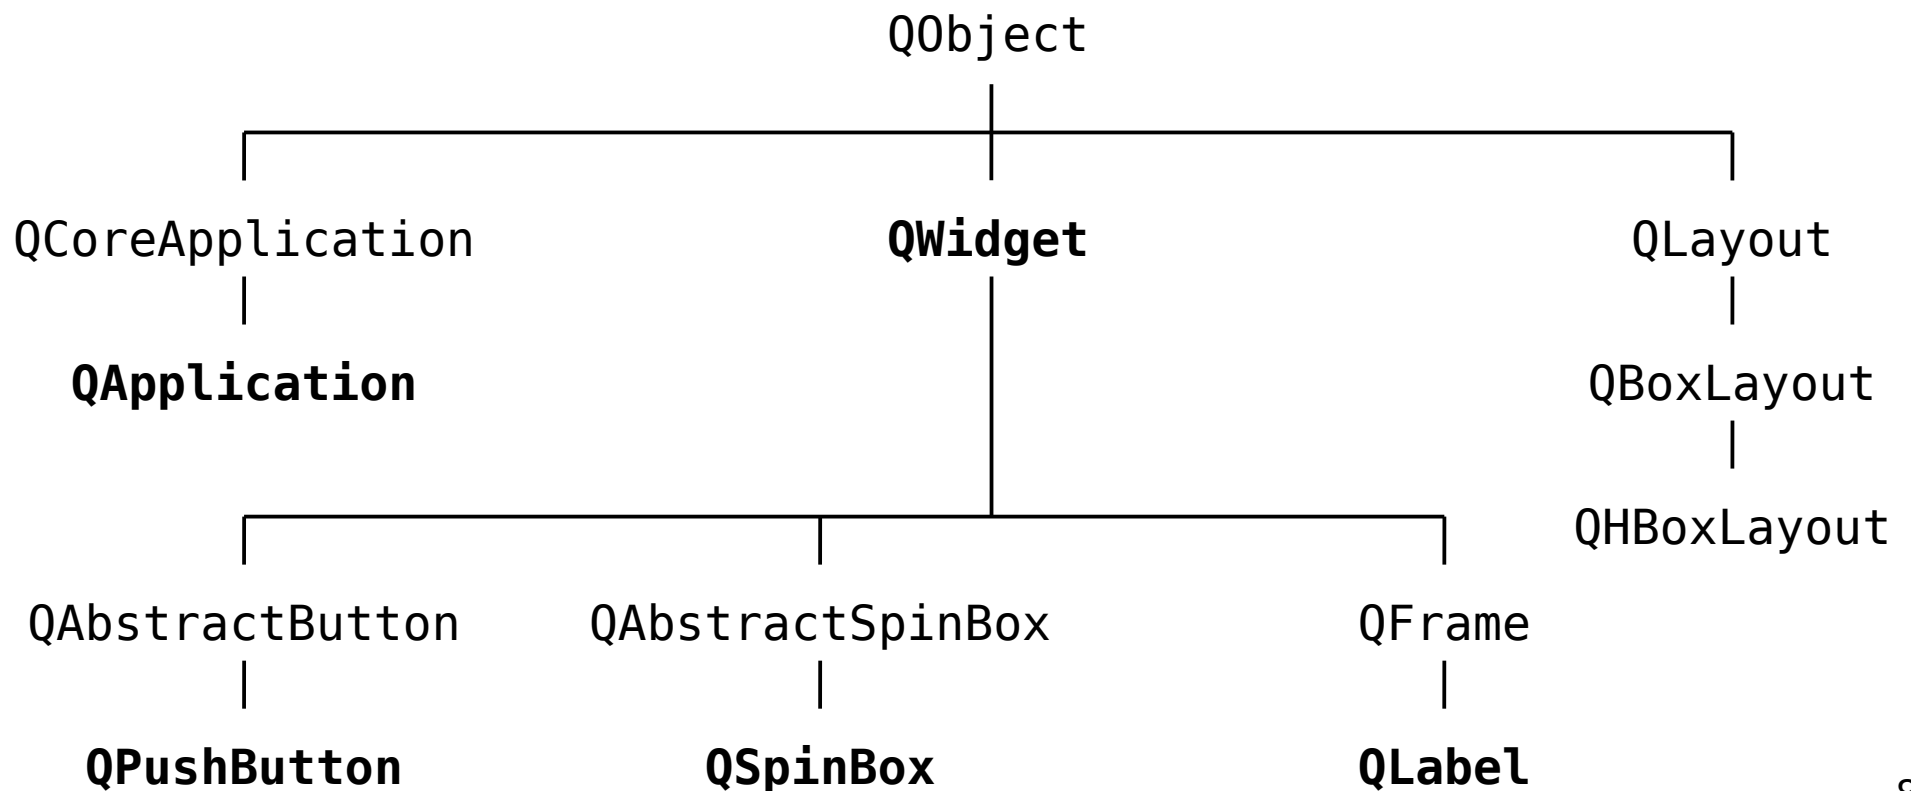 QObject
QCoreApplication QWidget QLayout
QApplication QBoxLayout
QHBoxLayout
QAbstractButton QAbstractSpinBox QFrame
QPushButton QSpinBox QLabel